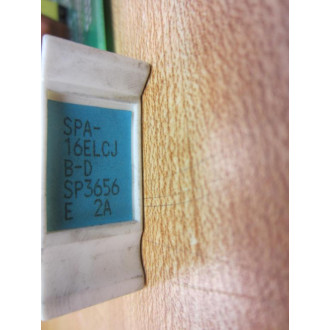 SPA-
16ELCJ
B-D
SP3656
E 2A